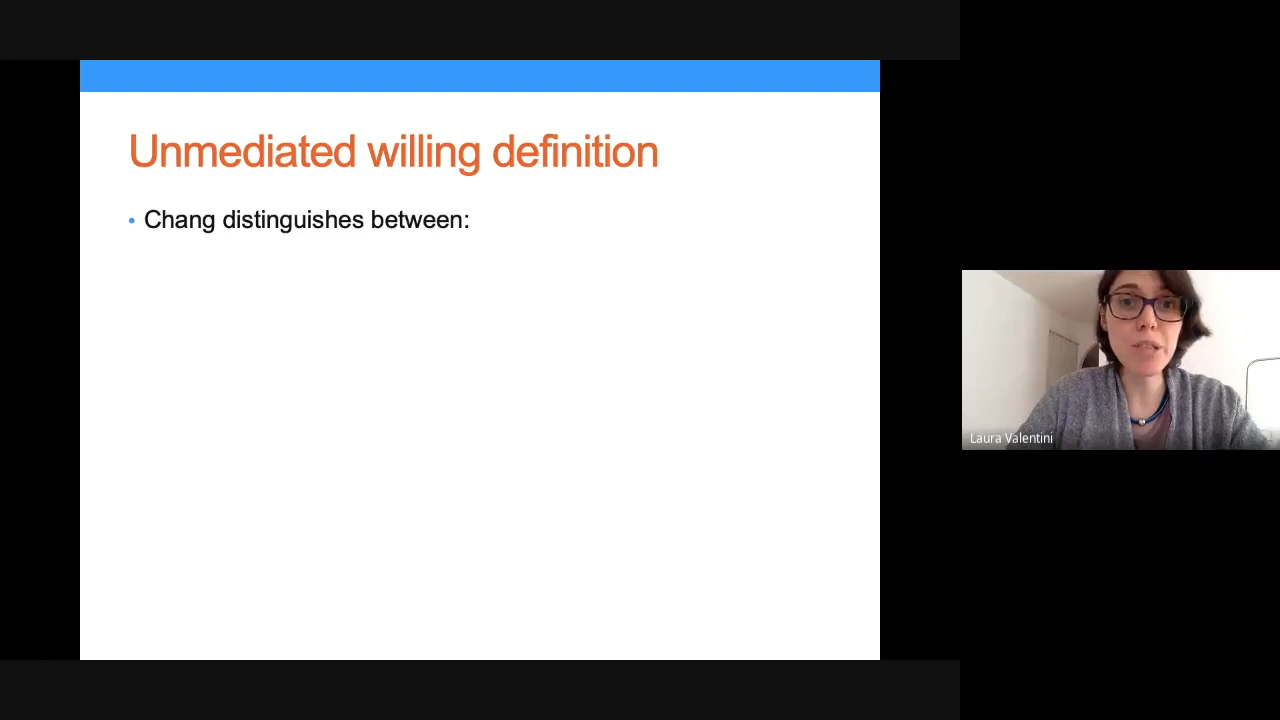 Unmediated willing definition
• Chang distinguishes between:
Laura Valentini